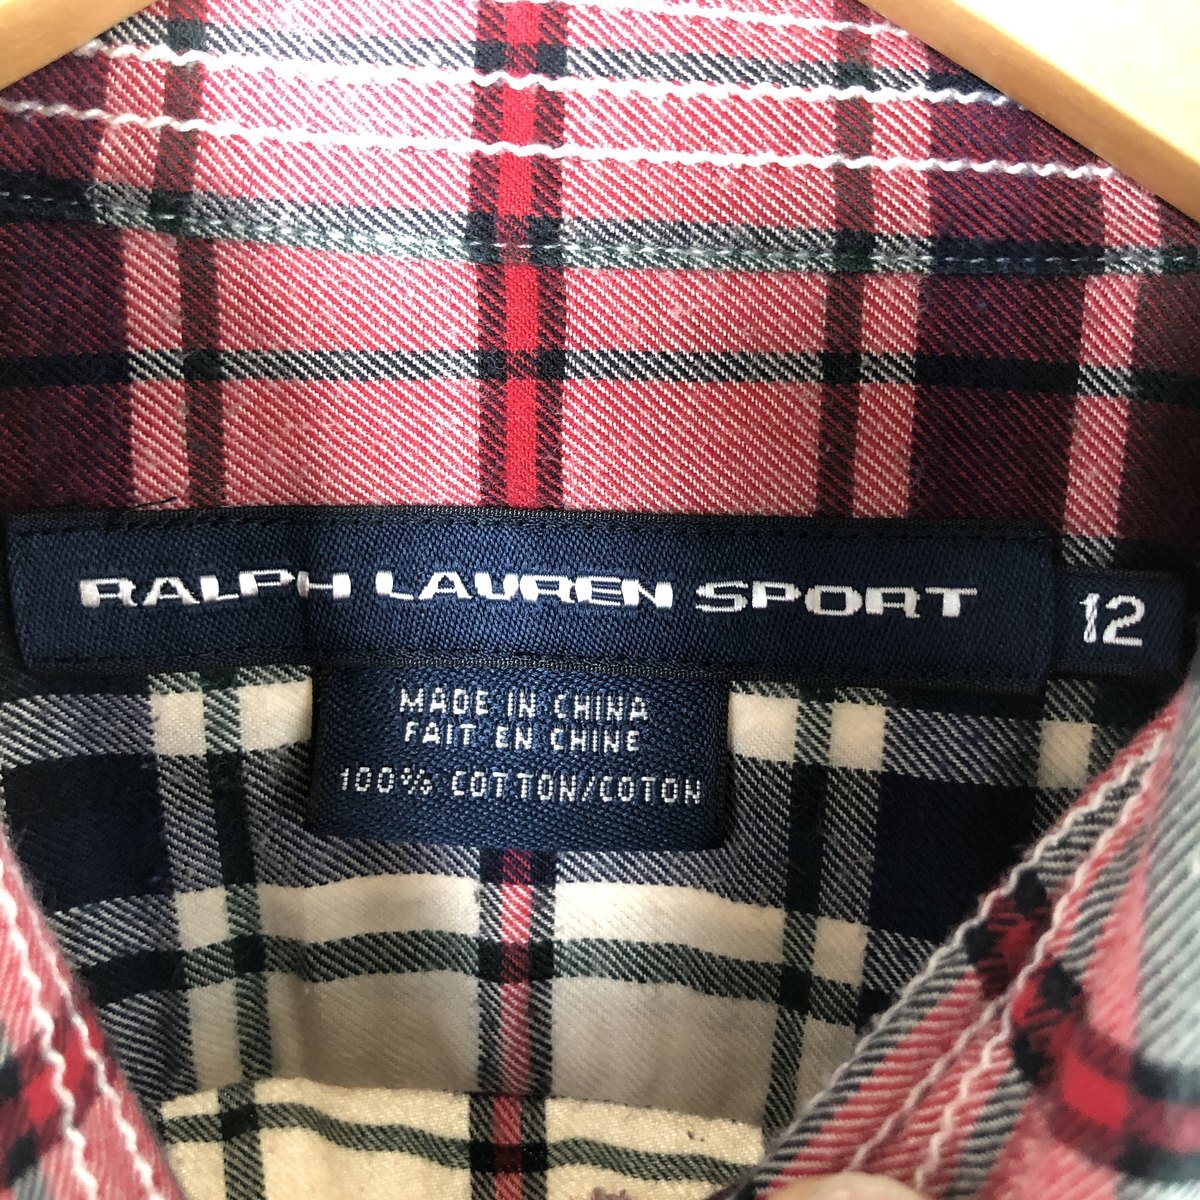 RALPH LAUREN SPORT
12
MADE IN CHINA
FAIT EN CHINE
100% COTTON/COTON